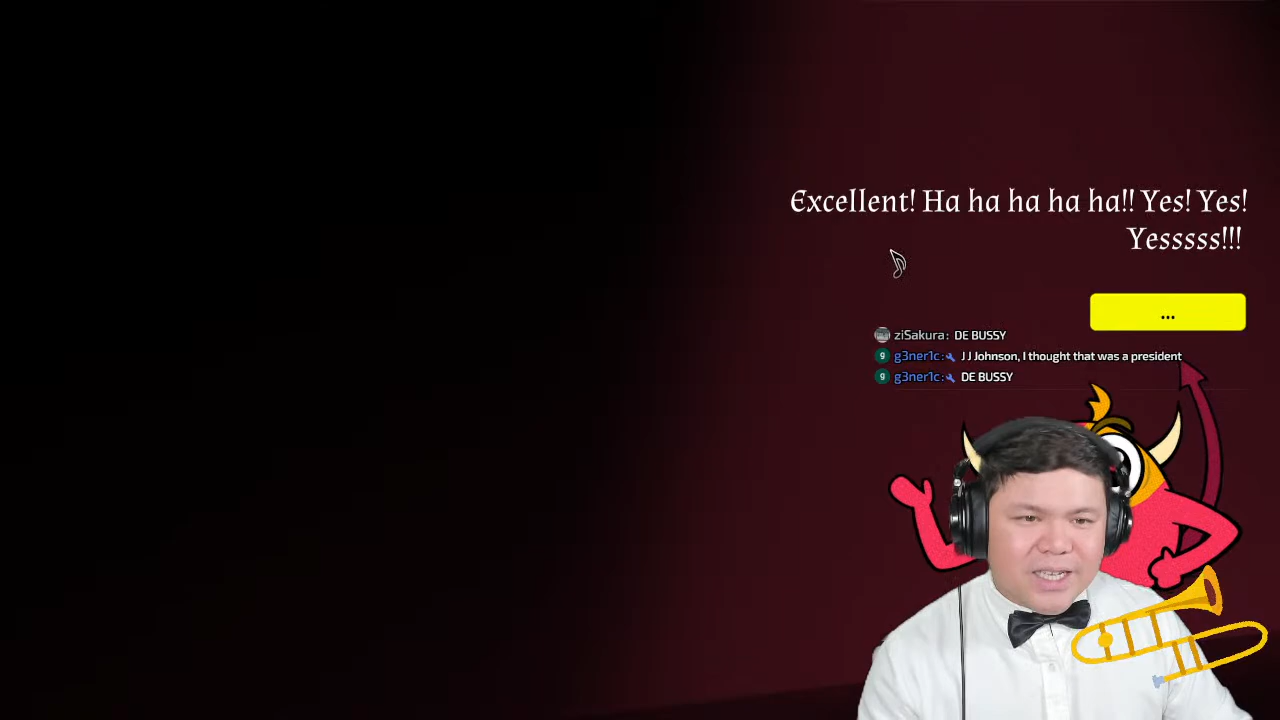 Excellent! Ha ha ha ha ha!! Yes! Yes!
Yesssss!!!
...
ziSakura: DE BUSSY
g g3ner1c: J J Johnson, I thought that was a president
g g3ner1c: DE BUSSY